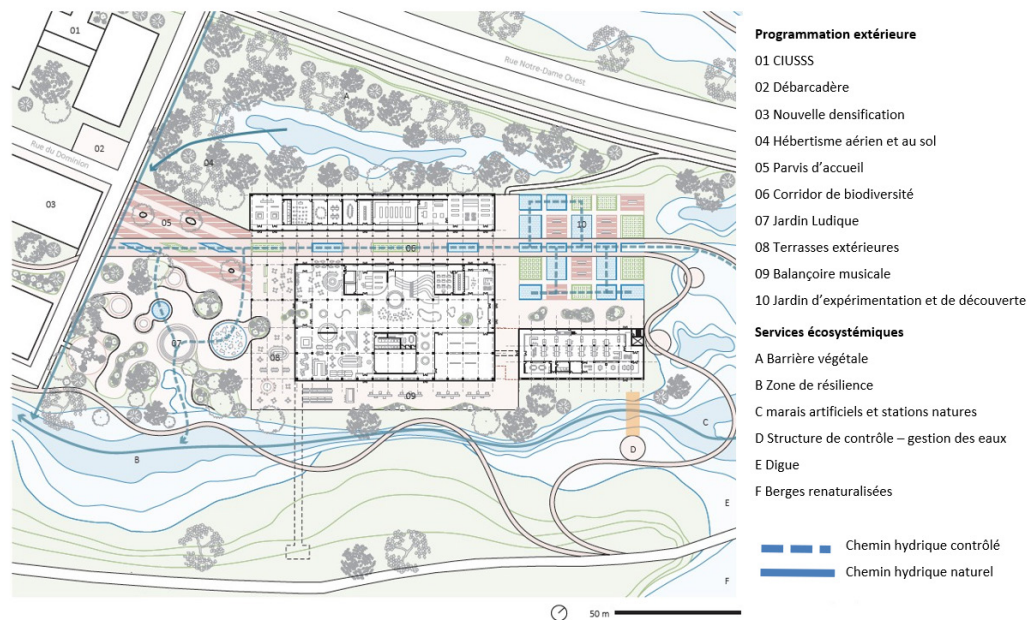 01
Rue Notre-Dame Ouest
A
02
Rue du Dominion
04
03
05
10
06
07
08
09
C
B
D
E
F
50 m
Programmation extérieure
01 CIUSSS
02 Débarcadère
03 Nouvelle densification
04 Hébertisme aérien et au sol
05 Parvis d’accueil
06 Corridor de biodiversité
07 Jardin Ludique
08 Terrasses extérieures
09 Balançoire musicale
10 Jardin d’expérimentation et de découverte
Services écosystémiques
A Barrière végétale
B Zone de résilience
C marais artificiels et stations natures
D Structure de contrôle – gestion des eaux
E Digue
F Berges renaturalisées
Chemin hydrique contrôlé
Chemin hydrique naturel